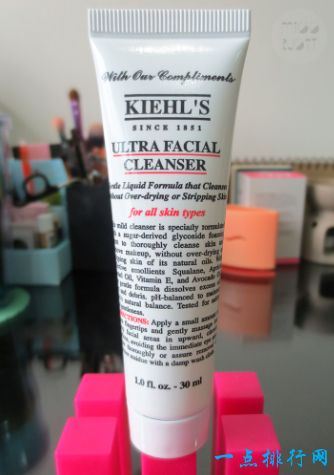 With Our Compliments
KIEHL'S
SINCE 1851
ULTRA FACIAL
CLEANSER
Gentle Liquid Formula that Cleanses
Without Over-drying or Stripping Skin
for all skin types
mild cleanser is specially formulated
sugar-derived glycoside
to thoroughly cleanse skin
makeup, without over-
skin of its natural oils.
emollients Squalane,
Oil, Vitamin E, and Avocado
gentle formula dissolves excess
debris. pH-balanced to
natural balance. Tested for
DIRECTIONS: Apply a small amount
fingertips and gently massage
facial areas in upward,
avoiding the immediate eye
thoroughly or assure
residue with a damp wash
1.0 fl. oz. - 30 ml
一点排行网